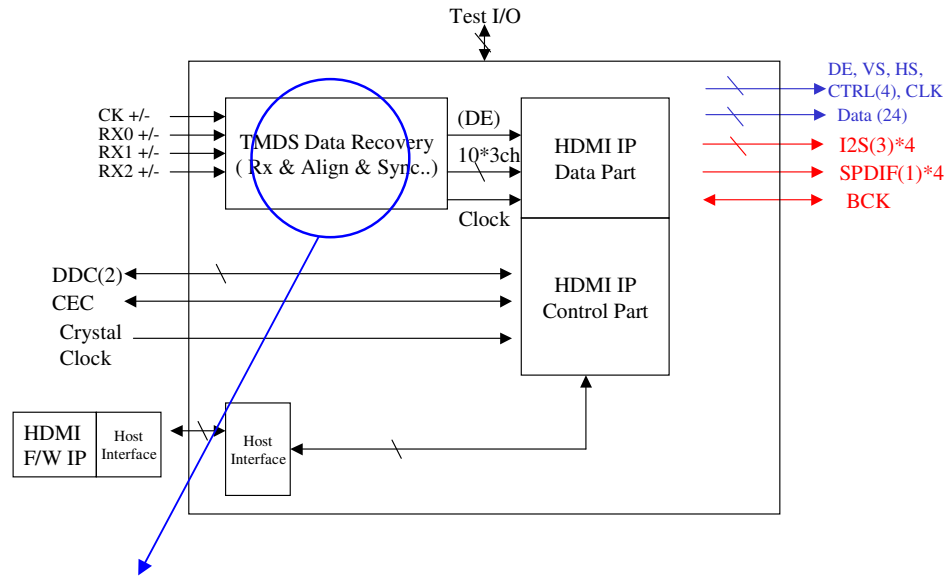 Test I/O
DE, VS, HS,
CTRL(4), CLK
Data (24)
I2S(3)*4
SPDIF(1)*4
BCK
CK +/-
RX0 +/-
RX1 +/-
RX2 +/-
TMDS Data Recovery
( Rx & Align & Sync..)
(DE)
10*3ch
Clock
HDMI IP
Data Part
DDC(2)
CEC
Crystal
Clock
HDMI IP
Control Part
HDMI
F/W IP
Host
Interface
Host
Interface